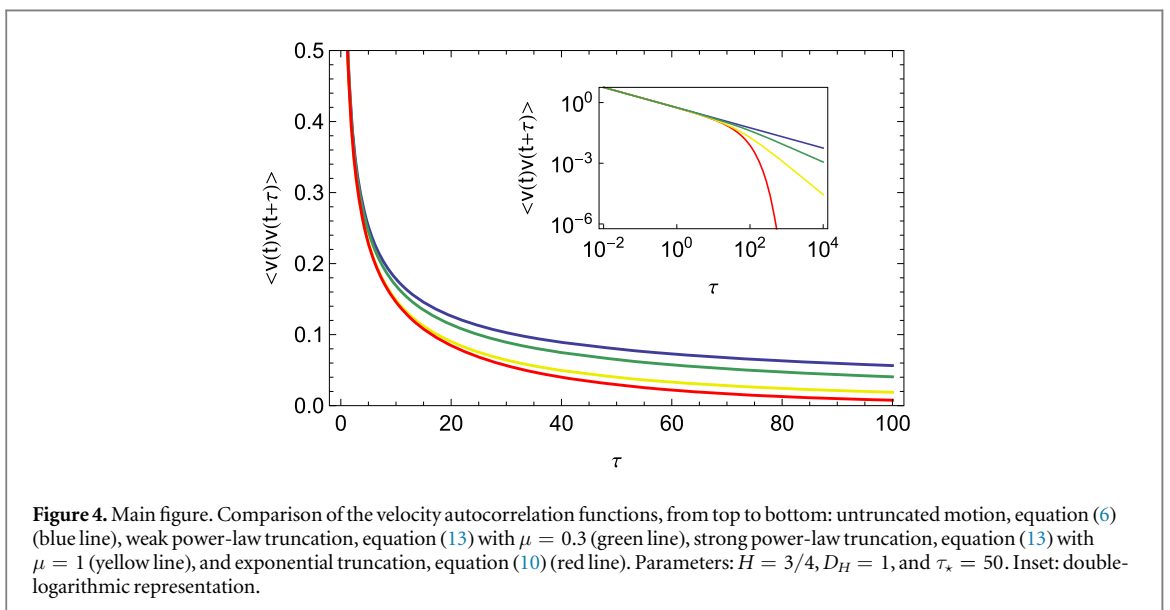 0.5
0.4
0.3
0.2
0.1
0.0
<v(t)v(t+τ)>
0 20 40 60 80 100
τ
10^0
10^-3
10^-6
<v(t)v(t+τ)>
10^-2 10^0 10^2 10^4
τ
Figure 4. Main figure. Comparison of the velocity autocorrelation functions, from top to bottom: untruncated motion, equation (6)
(blue line), weak power-law truncation, equation (13) with μ = 0.3 (green line), strong power-law truncation, equation (13) with
μ = 1 (yellow line), and exponential truncation, equation (10) (red line). Parameters: H = 3/4, D_H = 1, and τ⋆ = 50. Inset: double-
logarithmic representation.